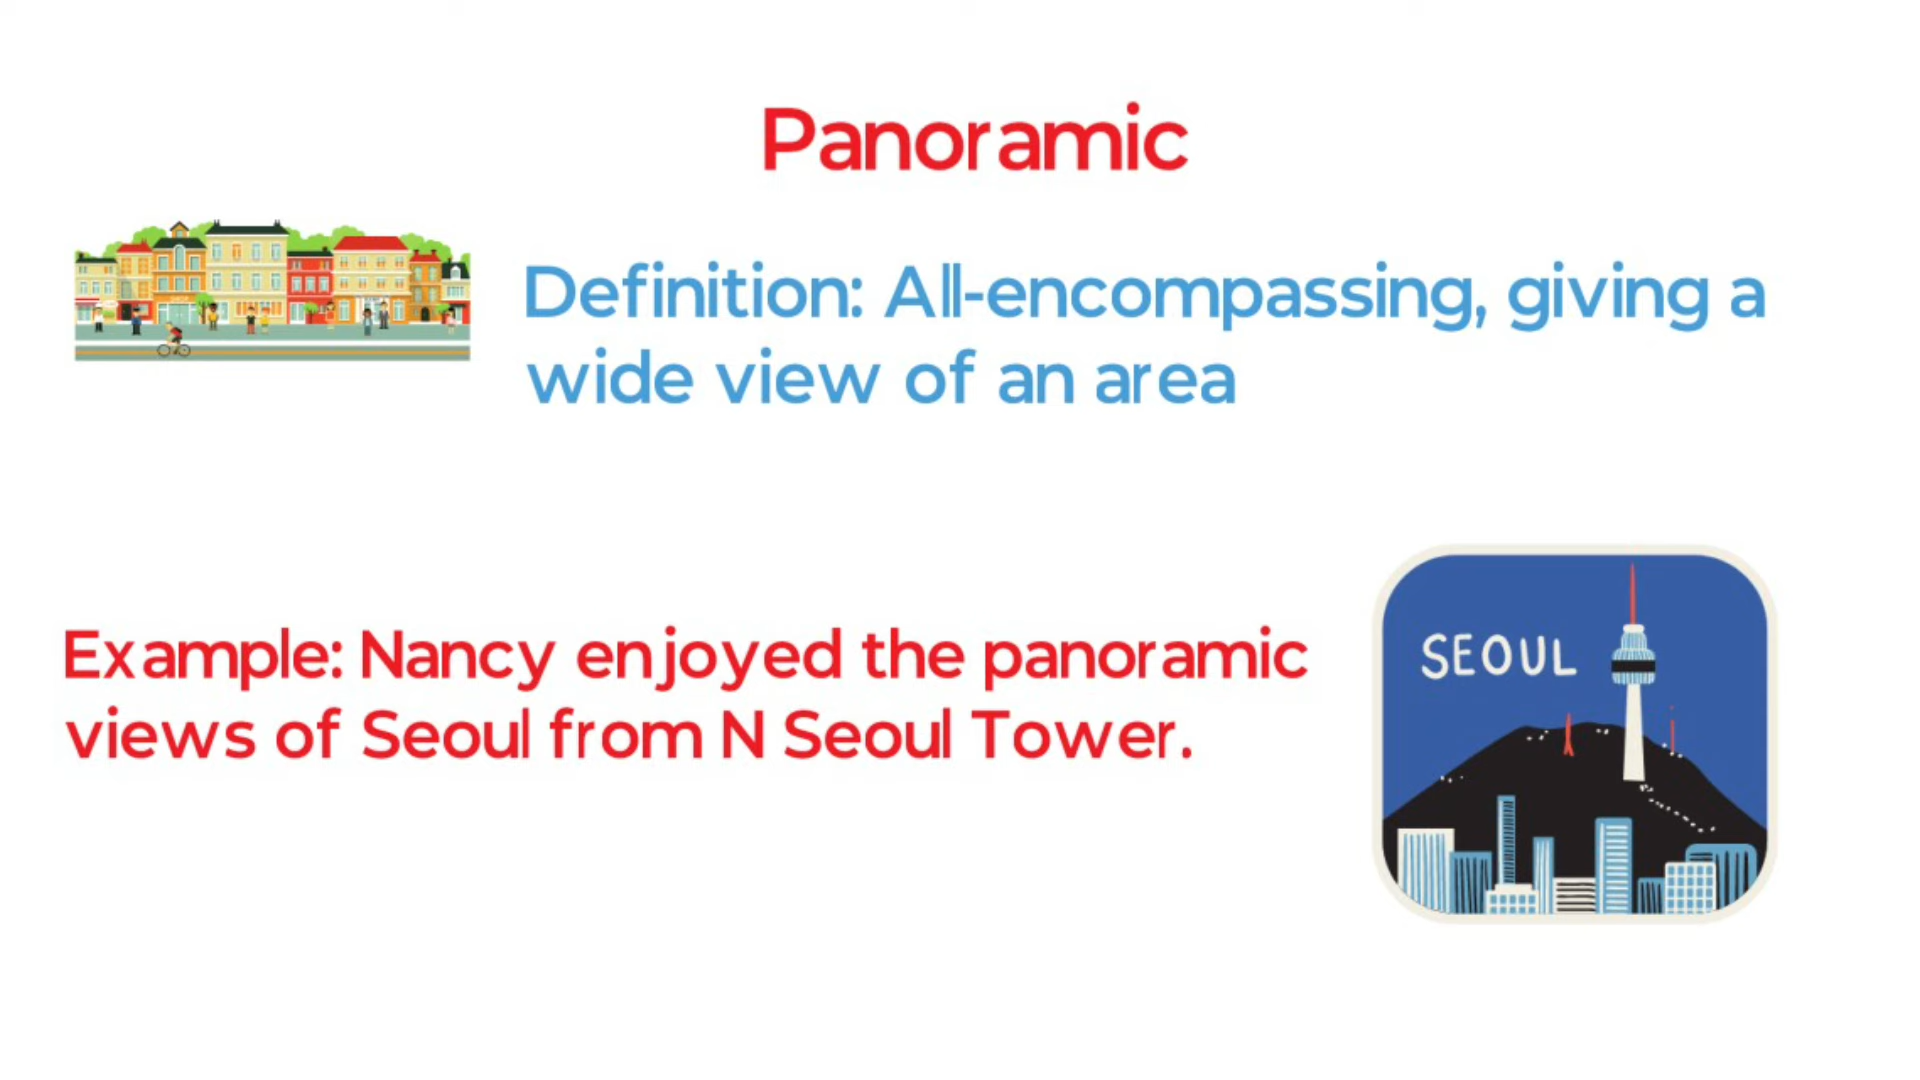 Panoramic
Definition: All-encompassing, giving a
wide view of an area
Example: Nancy enjoyed the panoramic
views of Seoul from N Seoul Tower.
SEOUL